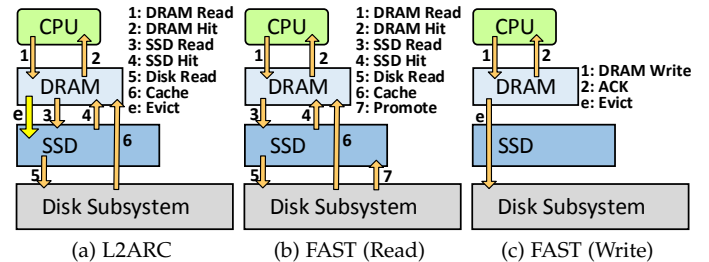 CPU
1
2
DRAM
e
3
4
6
SSD
5
Disk Subsystem
1: DRAM Read
2: DRAM Hit
3: SSD Read
4: SSD Hit
5: Disk Read
6: Cache
e: Evict
(a) L2ARC
CPU
1
2
DRAM
3
4
6
SSD
5
7
Disk Subsystem
1: DRAM Read
2: DRAM Hit
3: SSD Read
4: SSD Hit
5: Disk Read
6: Cache
7: Promote
(b) FAST (Read)
CPU
1
2
DRAM
e
SSD
Disk Subsystem
1: DRAM Write
2: ACK
e: Evict
(c) FAST (Write)